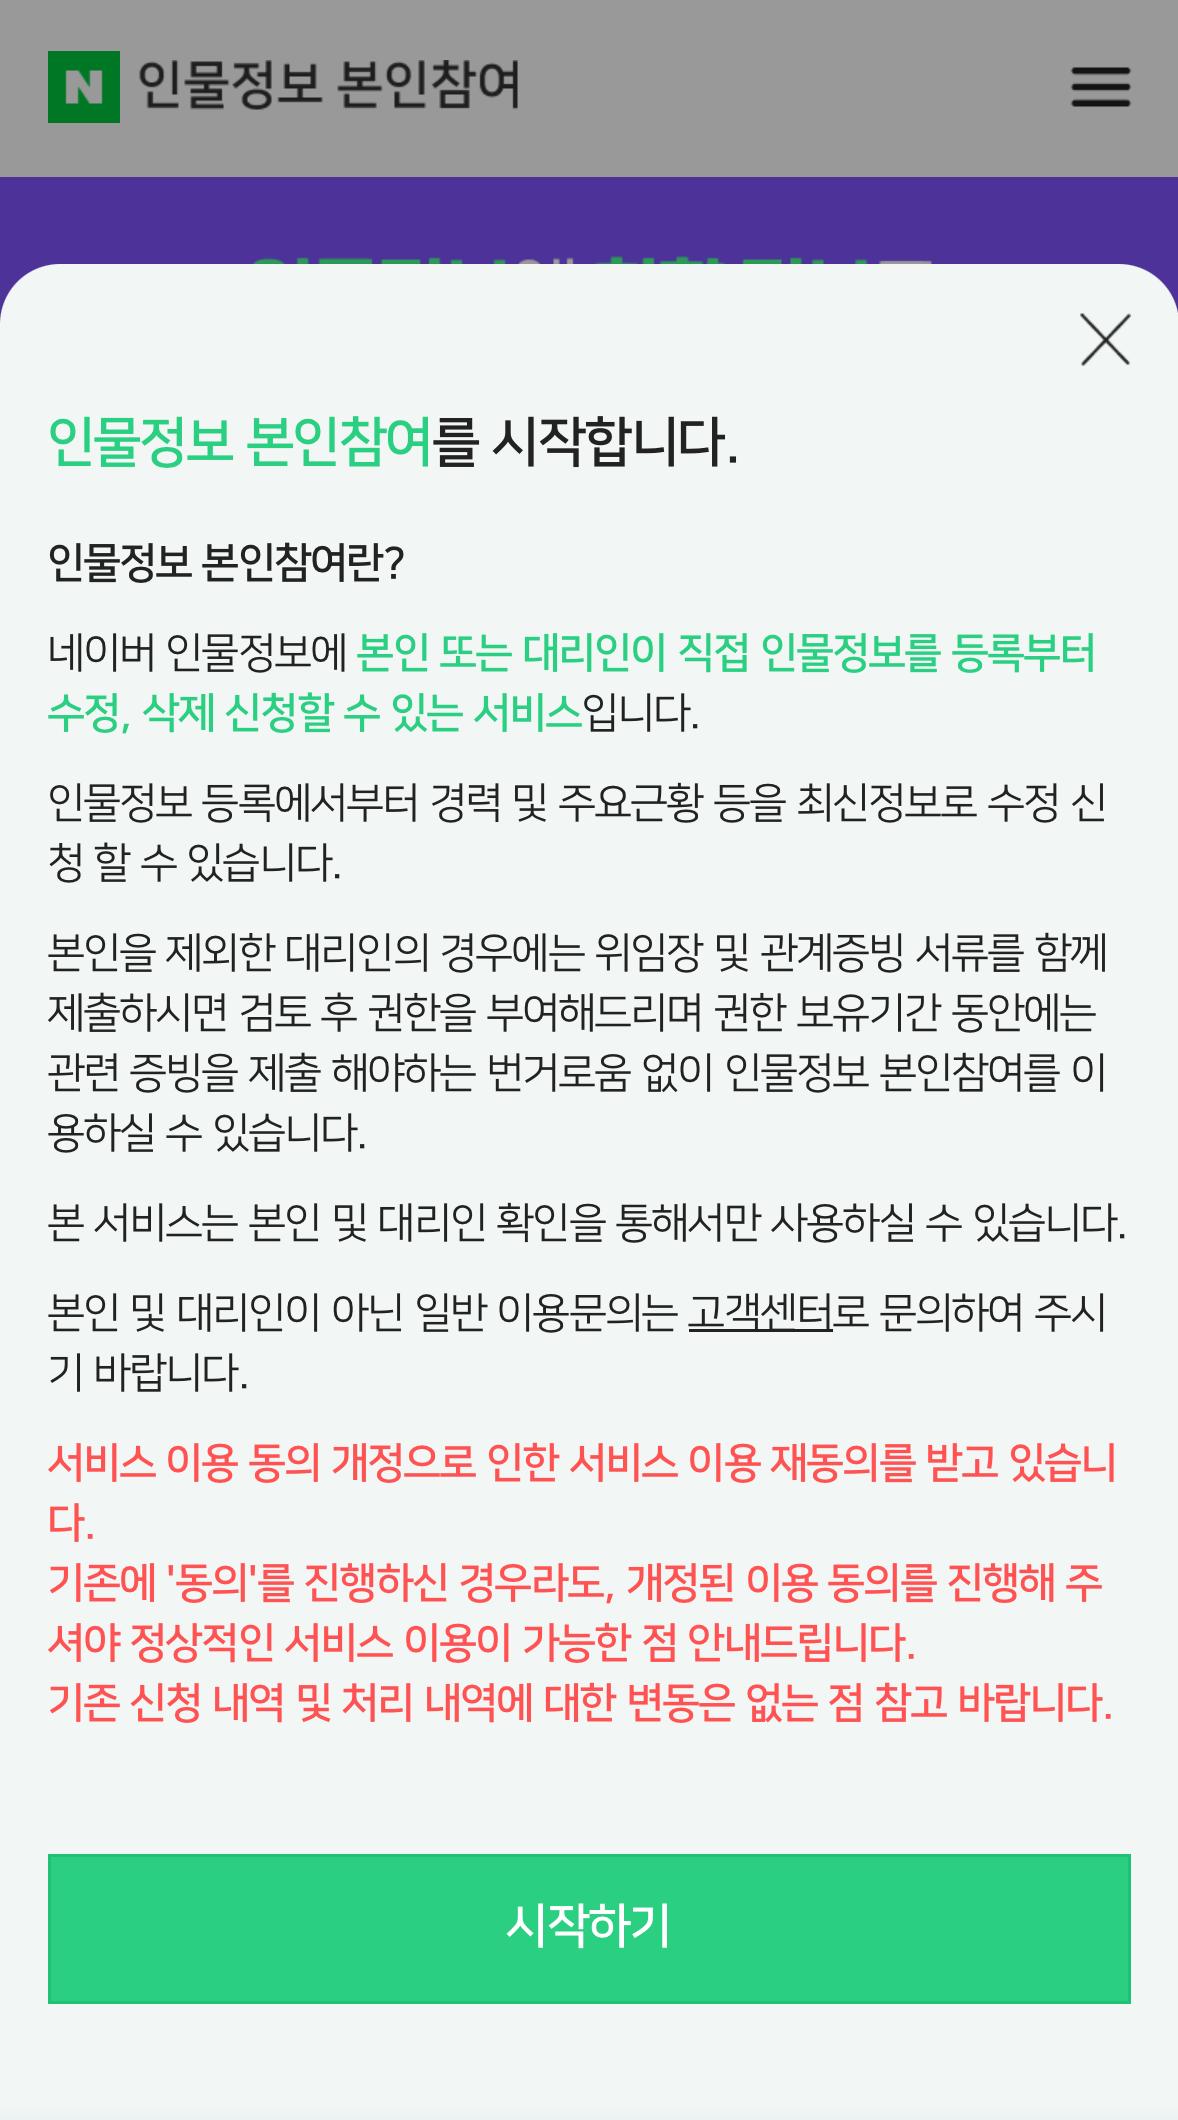 N 인물정보 본인참여
인물정보 본인참여를 시작합니다.
인물정보 본인참여란?
네이버 인물정보에 본인 또는 대리인이 직접 인물정보를 등록부터
수정, 삭제 신청할 수 있는 서비스입니다.
인물정보 등록에서부터 경력 및 주요근황 등을 최신정보로 수정 신
청 할 수 있습니다.
본인을 제외한 대리인의 경우에는 위임장 및 관계증빙 서류를 함께
제출하시면 검토 후 권한을 부여해드리며 권한 보유기간 동안에는
관련 증빙을 제출 해야하는 번거로움 없이 인물정보 본인참여를 이
용하실 수 있습니다.
본 서비스는 본인 및 대리인 확인을 통해서만 사용하실 수 있습니다.
본인 및 대리인이 아닌 일반 이용문의는 고객센터로 문의하여 주시
기 바랍니다.
서비스 이용 동의 개정으로 인한 서비스 이용 재동의를 받고 있습니
다.
기존에 '동의'를 진행하신 경우라도, 개정된 이용 동의를 진행해 주
셔야 정상적인 서비스 이용이 가능한 점 안내드립니다.
기존 신청 내역 및 처리 내역에 대한 변동은 없는 점 참고 바랍니다.
시작하기